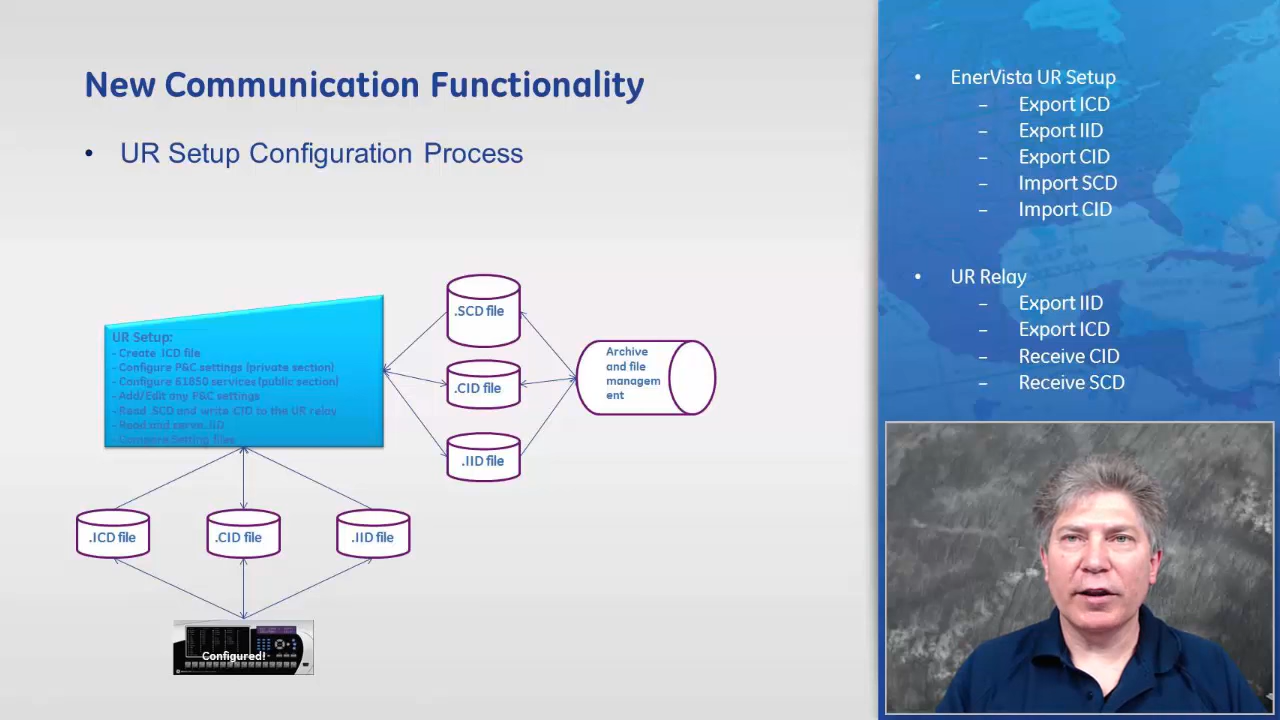 New Communication Functionality
• UR Setup Configuration Process
UR Setup:
- Create ICD file
- Configure P&C settings (private section)
- Configure 61850 services (public section)
- Add/Edit any P&C settings
- Read .SCD and write CID to the UR relay
- Read and serve .IID
- Compare Setting files
.SCD file
.CID file
.IID file
Archive
and file
managem
ent
.ICD file
.CID file
.IID file
Configured!
• EnerVista UR Setup
– Export ICD
– Export IID
– Export CID
– Import SCD
– Import CID
• UR Relay
– Export IID
– Export ICD
– Receive CID
– Receive SCD